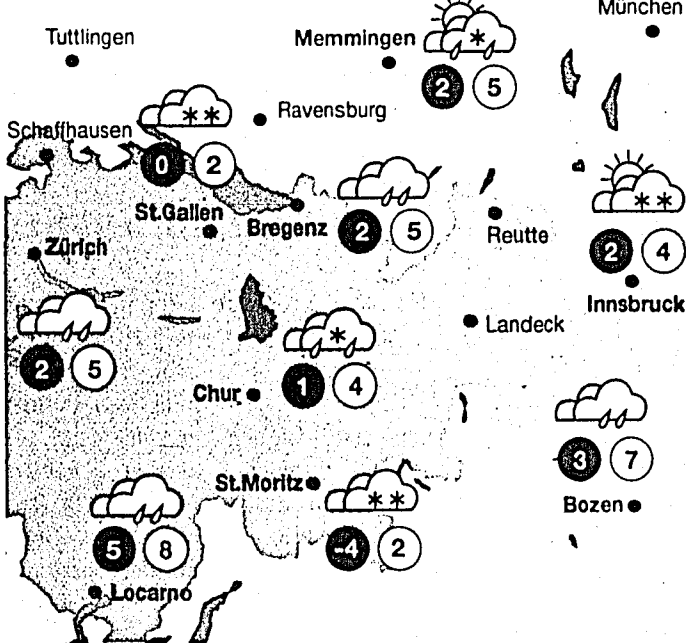 München
Tuttlingen
Memmingen
2 5
Ravensburg
Schaffhausen
0 2
St.Gallen
Bregenz
2 5
Reutte
2 4
Zürich
Innsbruck
Landeck
2 5
Chur
1 4
3 7
St.Moritz
Bozen
5 8
-4 2
Locarno